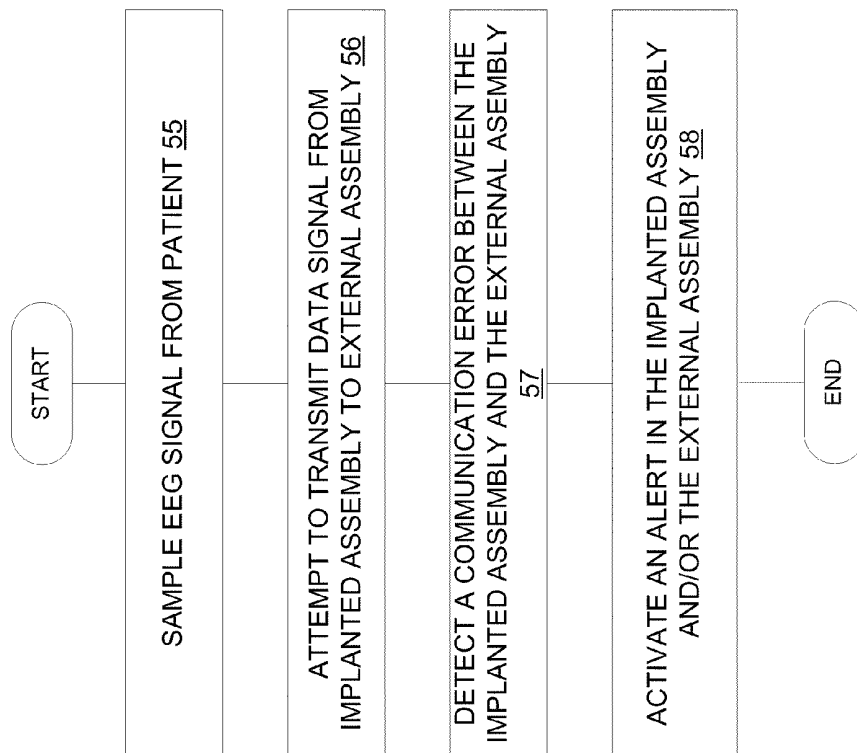 START
SAMPLE EEG SIGNAL FROM PATIENT 55
ATTEMPT TO TRANSMIT DATA SIGNAL FROM
IMPLANTED ASSEMBLY TO EXTERNAL ASSEMBLY 56
DETECT A COMMUNICATION ERROR BETWEEN THE
IMPLANTED ASSEMBLY AND THE EXTERNAL ASEMBLY
57
ACTIVATE AN ALERT IN THE IMPLANTED ASSEMBLY
AND/OR THE EXTERNAL ASSEMBLY 58
END